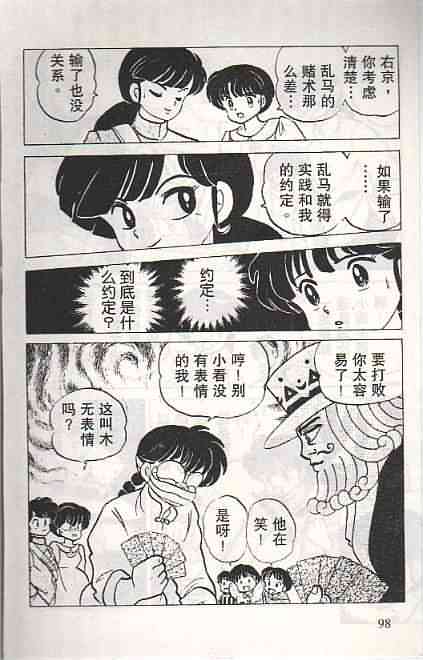 右京，
你考虑
清楚…
乱马的
赌术那
么差…
输了也没
关系。
如果输了
……
乱马就得
实践和我
的约定。
约定…
到底是什
么约定？
要打败
你太容
易了！
哼！别
小看没
有表情
的我！
这叫木
无表情
吗？
他在
笑！
是呀！
98